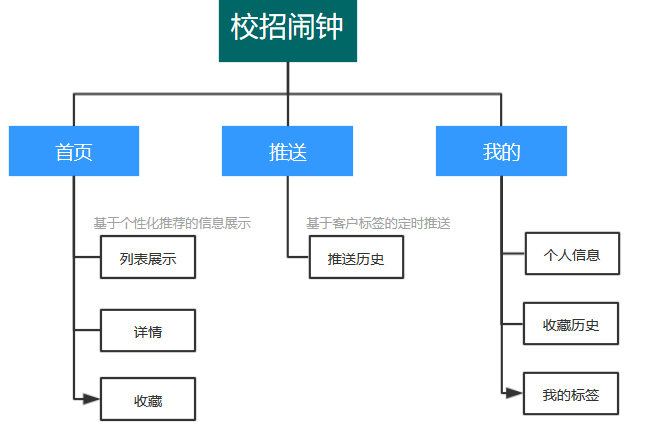 校招闹钟
首页
推送
我的
基于个性化推荐的信息展示
基于客户标签的定时推送
列表展示
推送历史
个人信息
详情
收藏历史
收藏
我的标签